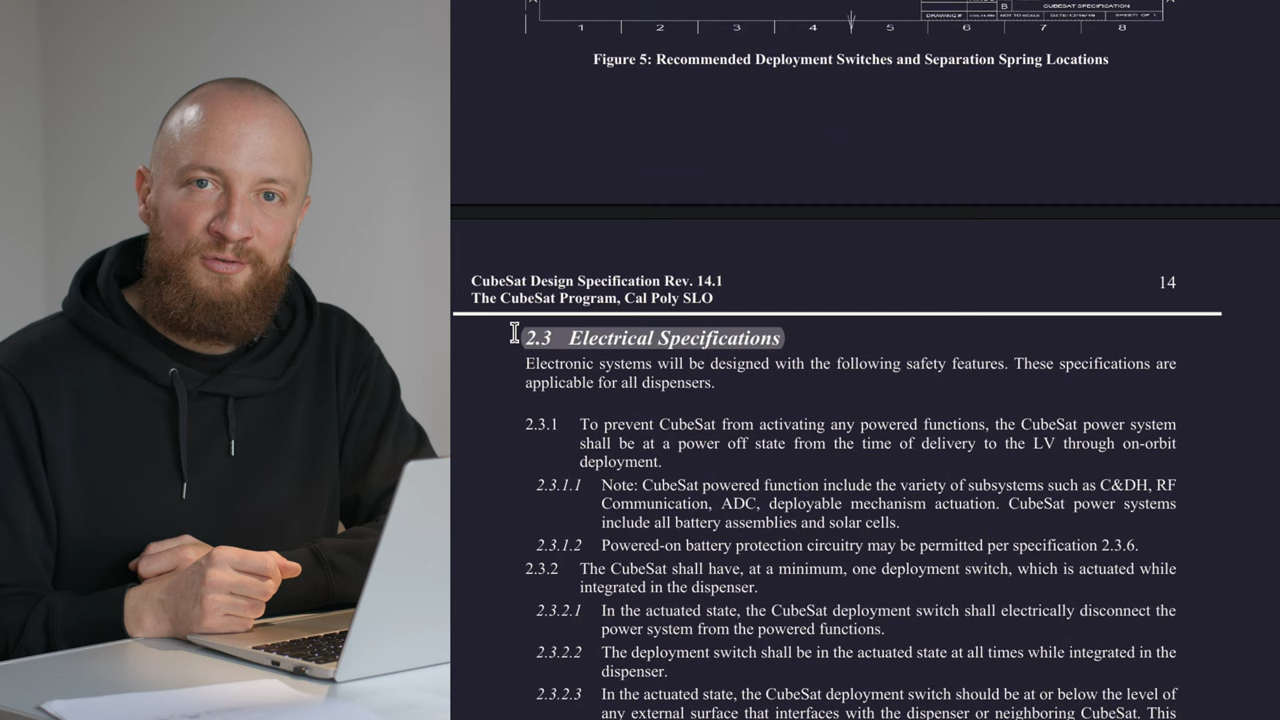 B
CUBESAT SPECIFICATION
DRAWING #
NOT TO SCALE
SHEET1 OF 1
1 2 3 4 5 6 7 8
Figure 5: Recommended Deployment Switches and Separation Spring Locations
CubeSat Design Specification Rev. 14.1
14
The CubeSat Program, Cal Poly SLO
2.3 Electrical Specifications
Electronic systems will be designed with the following safety features. These specifications are
applicable for all dispensers.
2.3.1 To prevent CubeSat from activating any powered functions, the CubeSat power system
shall be at a power off state from the time of delivery to the LV through on-orbit
deployment.
2.3.1.1 Note: CubeSat powered function include the variety of subsystems such as C&DH, RF
Communication, ADC, deployable mechanism actuation. CubeSat power systems
include all battery assemblies and solar cells.
2.3.1.2 Powered-on battery protection circuitry may be permitted per specification 2.3.6.
2.3.2 The CubeSat shall have, at a minimum, one deployment switch, which is actuated while
integrated in the dispenser.
2.3.2.1 In the actuated state, the CubeSat deployment switch shall electrically disconnect the
power system from the powered functions.
2.3.2.2 The deployment switch shall be in the actuated state at all times while integrated in the
dispenser.
2.3.2.3 In the actuated state, the CubeSat deployment switch should be at or below the level of
any external surface that interfaces with the dispenser or neighboring CubeSat. This